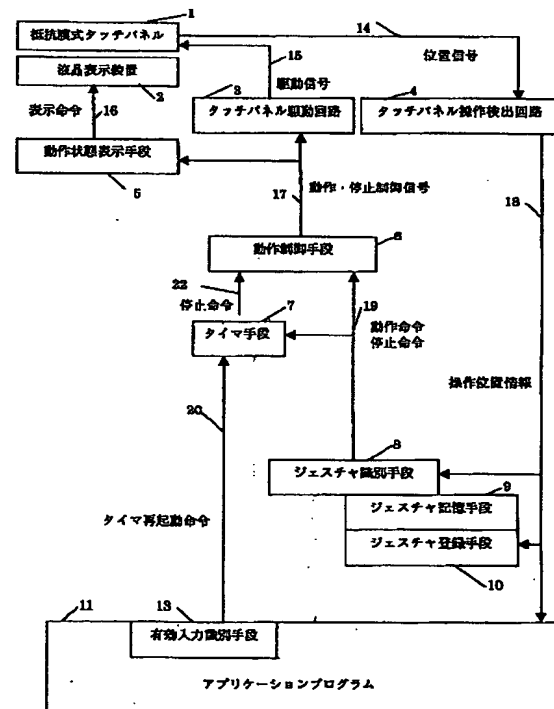 1
抵抗膜式タッチパネル
14
15
位置信号
液晶表示装置
2
駆動信号
3
4
表示命令
16
タッチパネル駆動回路
タッチパネル操作検出回路
動作状態表示手段
5
17
動作・停止制御信号
18
6
動作制御手段
22
停止命令
7
19
タイマ手段
動作命令
停止命令
操作位置情報
20
8
ジェスチャ識別手段
9
ジェスチャ記憶手段
タイマ再起動命令
ジェスチャ登録手段
10
11
13
有効入力識別手段
アプリケーションプログラム